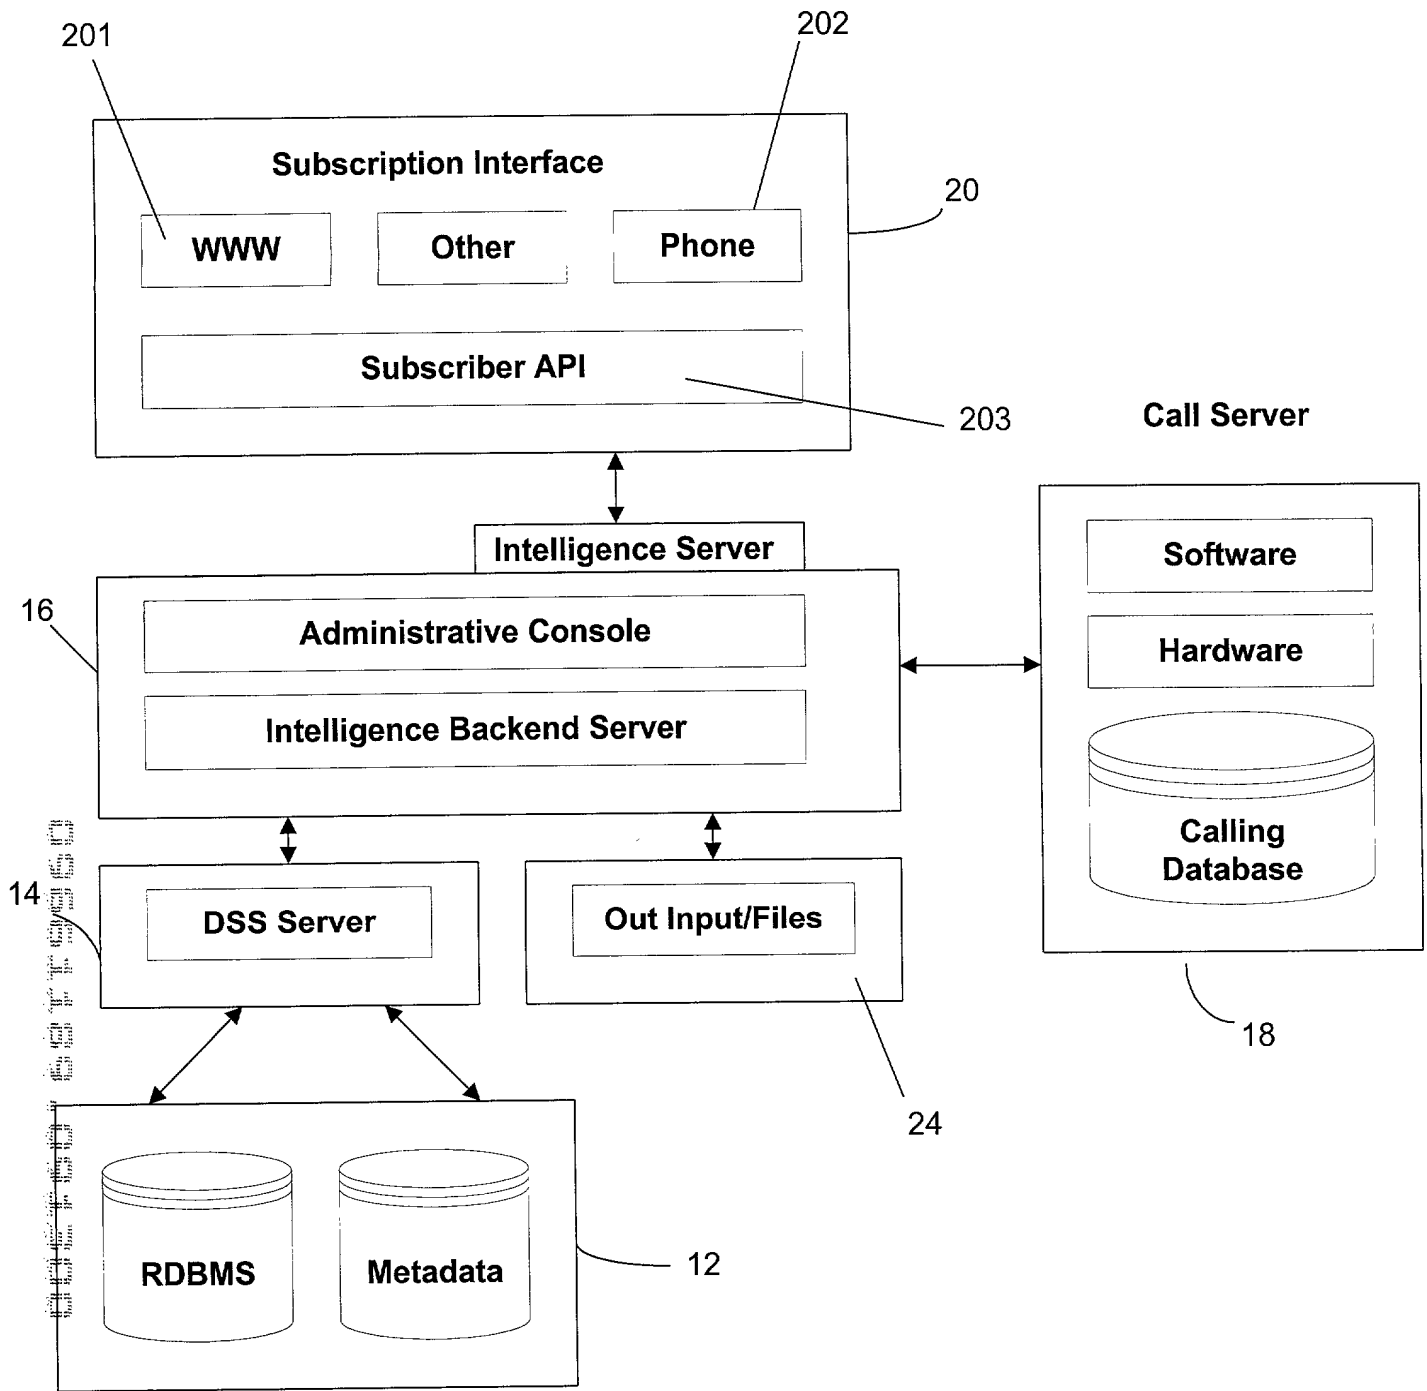 201
202
Subscription Interface
20
WWW
Other
Phone
Subscriber API
203
Call Server
Intelligence Server
Software
16
Administrative Console
Hardware
Intelligence Backend Server
Calling
Database
14
DSS Server
Out Input/Files
18
24
RDBMS
Metadata
12